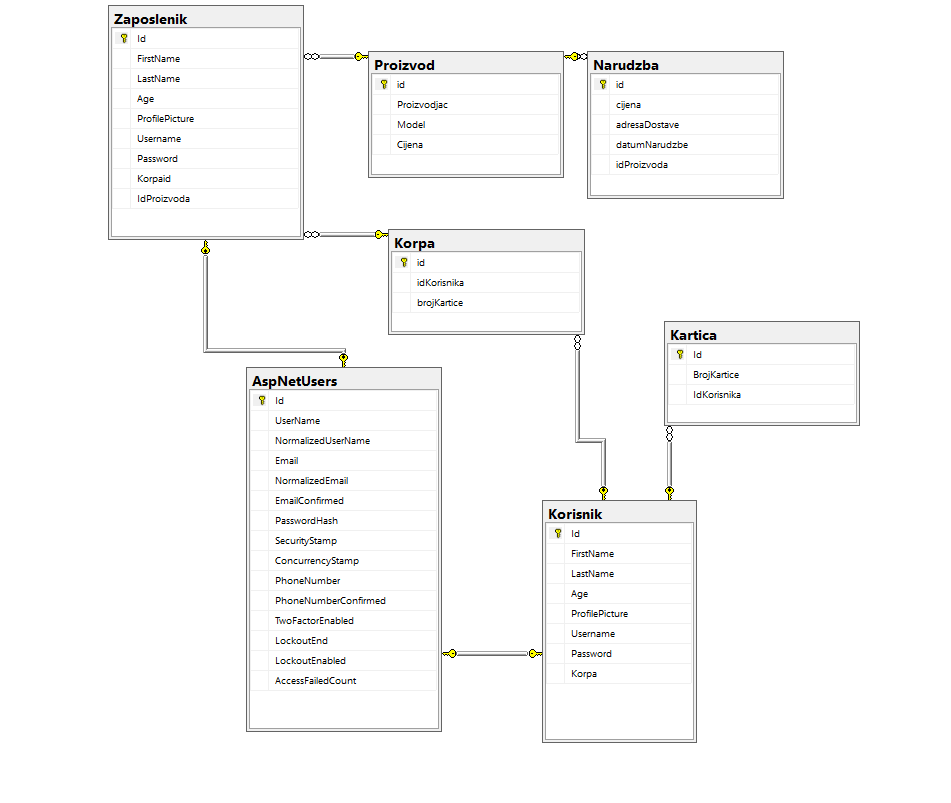 Zaposlenik
Id
FirstName
LastName
Age
ProfilePicture
Username
Password
Korpaid
IdProizvoda
Proizvod
id
Proizvodjac
Model
Cijena
Narudzba
id
cijena
adresaDostave
datumNarudzbe
idProizvoda
Korpa
id
idKorisnika
brojKartice
Kartica
Id
BrojKartice
IdKorisnika
AspNetUsers
Id
UserName
NormalizedUserName
Email
NormalizedEmail
EmailConfirmed
PasswordHash
SecurityStamp
ConcurrencyStamp
PhoneNumber
PhoneNumberConfirmed
TwoFactorEnabled
LockoutEnd
LockoutEnabled
AccessFailedCount
Korisnik
Id
FirstName
LastName
Age
ProfilePicture
Username
Password
Korpa